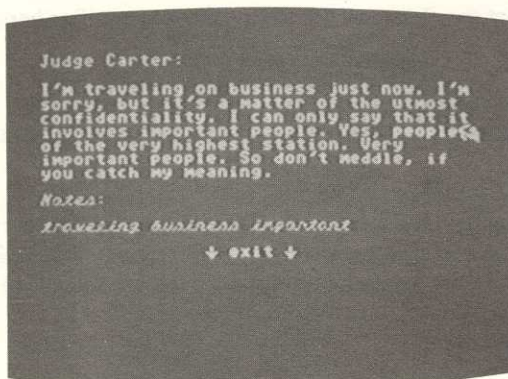 Judge Carter:
I'm traveling on business just now. I'm
sorry, but it's a matter of the utmost
confidentiality. I can only say that it
involves important people. Yes, people
of the very highest station. Very
important people. So don't meddle, if
you catch my meaning.
Notes:
traveling business important
↓ exit ↓